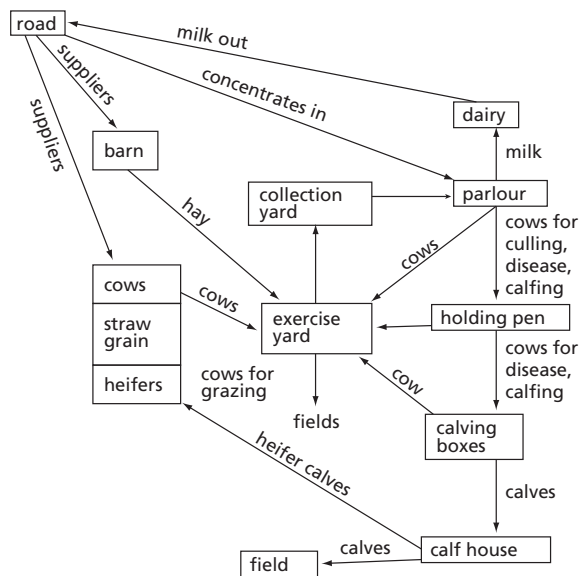 road
milk out
suppliers
concentrates in
suppliers
dairy
barn
milk
collection
yard
parlour
hay
cows for
culling,
disease,
calfing
cows
cows
cows
straw
grain
heifers
exercise
yard
holding pen
cows for
disease,
calfing
cows for
grazing
cow
fields
calving
boxes
heifer calves
calves
calf house
calves
field